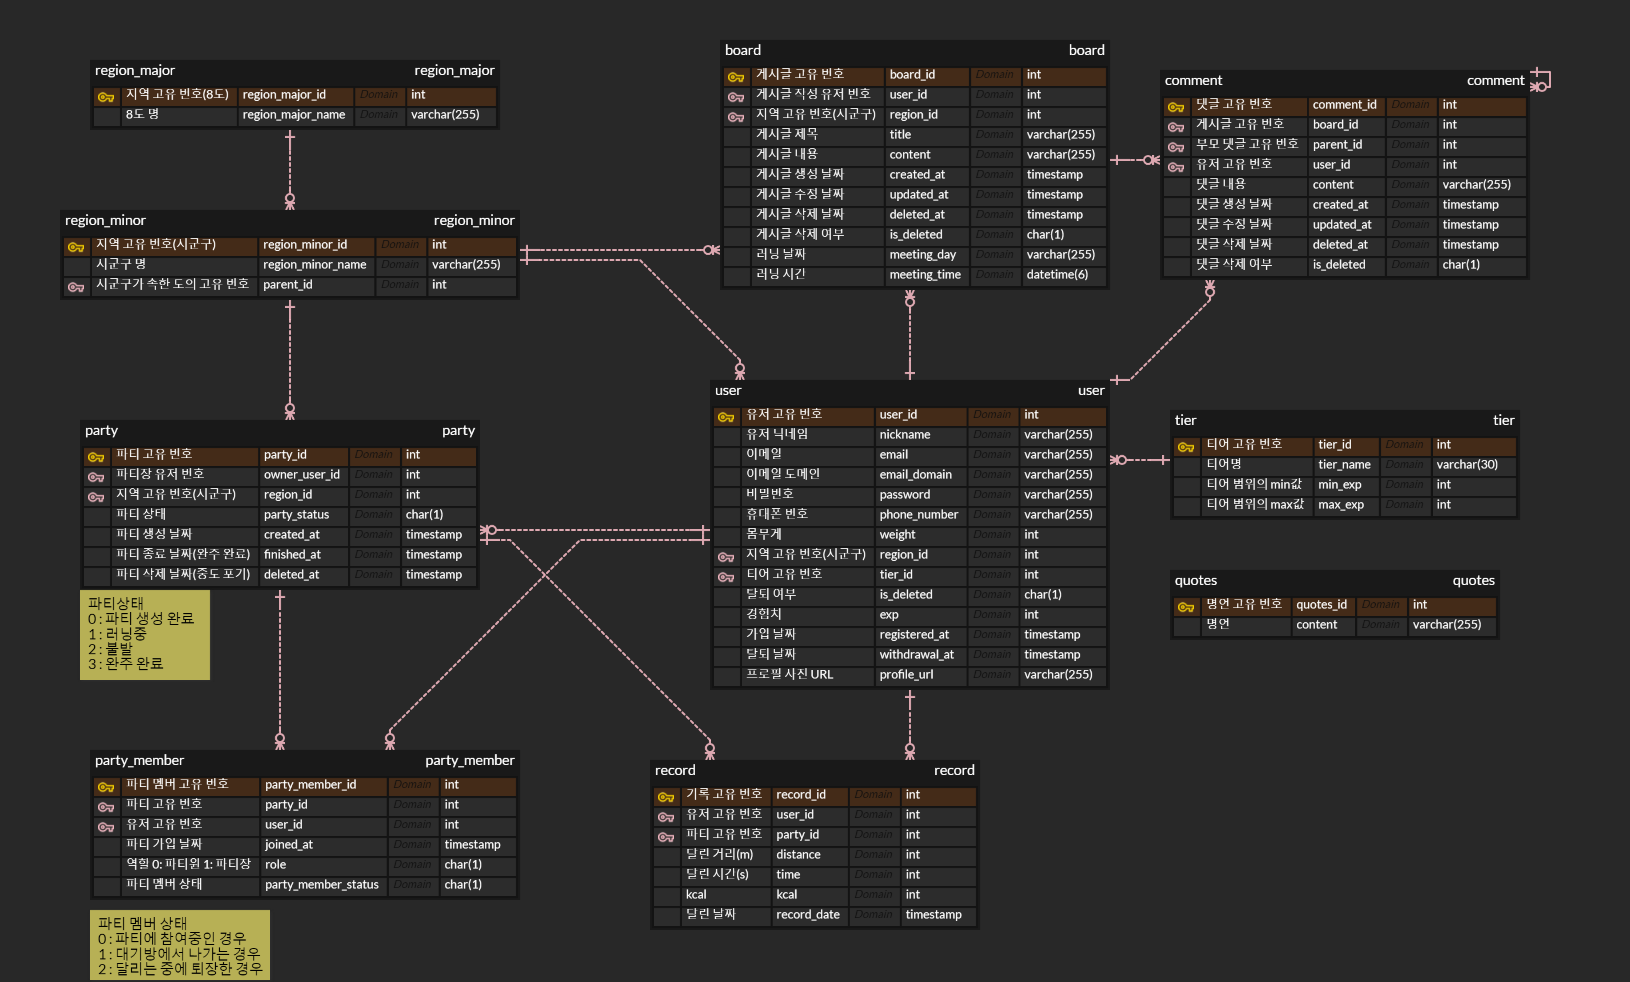 region_major region_major
지역 고유 번호(8도) region_major_id Domain int
8도 명 region_major_name Domain varchar(255)
region_minor region_minor
지역 고유 번호(시군구) region_minor_id Domain int
시군구 명 region_minor_name Domain varchar(255)
시군구가 속한 도의 고유 번호 parent_id Domain int
board board
게시글 고유 번호 board_id Domain int
게시글 작성 유저 번호 user_id Domain int
지역 고유 번호(시군구) region_id Domain int
게시글 제목 title Domain varchar(255)
게시글 내용 content Domain varchar(255)
게시글 생성 날짜 created_at Domain timestamp
게시글 수정 날짜 updated_at Domain timestamp
게시글 삭제 날짜 deleted_at Domain timestamp
게시글 삭제 여부 is_deleted Domain char(1)
러닝 날짜 meeting_day Domain varchar(255)
러닝 시간 meeting_time Domain datetime(6)
comment comment
댓글 고유 번호 comment_id Domain int
게시글 고유 번호 board_id Domain int
부모 댓글 고유 번호 parent_id Domain int
유저 고유 번호 user_id Domain int
댓글 내용 content Domain varchar(255)
댓글 생성 날짜 created_at Domain timestamp
댓글 수정 날짜 updated_at Domain timestamp
댓글 삭제 날짜 deleted_at Domain timestamp
댓글 삭제 여부 is_deleted Domain char(1)
party party
파티 고유 번호 party_id Domain int
파티장 유저 번호 owner_user_id Domain int
지역 고유 번호(시군구) region_id Domain int
파티 상태 party_status Domain char(1)
파티 생성 날짜 created_at Domain timestamp
파티 종료 날짜(완주 완료) finished_at Domain timestamp
파티 삭제 날짜(중도 포기) deleted_at Domain timestamp
파티상태
0 : 파티 생성 완료
1 : 러닝중
2 : 불발
3 : 완주 완료
user user
유저 고유 번호 user_id Domain int
유저 닉네임 nickname Domain varchar(255)
이메일 email Domain varchar(255)
이메일 도메인 email_domain Domain varchar(255)
비밀번호 password Domain varchar(255)
휴대폰 번호 phone_number Domain varchar(255)
몸무게 weight Domain int
지역 고유 번호(시군구) region_id Domain int
티어 고유 번호 tier_id Domain int
탈퇴 여부 is_deleted Domain char(1)
경험치 exp Domain int
가입 날짜 registered_at Domain timestamp
탈퇴 날짜 withdrawal_at Domain timestamp
프로필 사진 URL profile_url Domain varchar(255)
tier tier
티어 고유 번호 tier_id Domain int
티어명 tier_name Domain varchar(30)
티어 범위의 min값 min_exp Domain int
티어 범위의 max값 max_exp Domain int
quotes quotes
명언 고유 번호 quotes_id Domain int
명언 content Domain varchar(255)
party_member party_member
파티 멤버 고유 번호 party_member_id Domain int
파티 고유 번호 party_id Domain int
유저 고유 번호 user_id Domain int
파티 가입 날짜 joined_at Domain timestamp
역할 0: 파티원 1: 파티장 role Domain char(1)
파티 멤버 상태 party_member_status Domain char(1)
파티 멤버 상태
0 : 파티에 참여중인 경우
1 : 대기방에서 나가는 경우
2 : 달리는 중에 퇴장한 경우
record record
기록 고유 번호 record_id Domain int
유저 고유 번호 user_id Domain int
파티 고유 번호 party_id Domain int
달린 거리(m) distance Domain int
달린 시간(s) time Domain int
kcal kcal Domain int
달린 날짜 record_date Domain timestamp